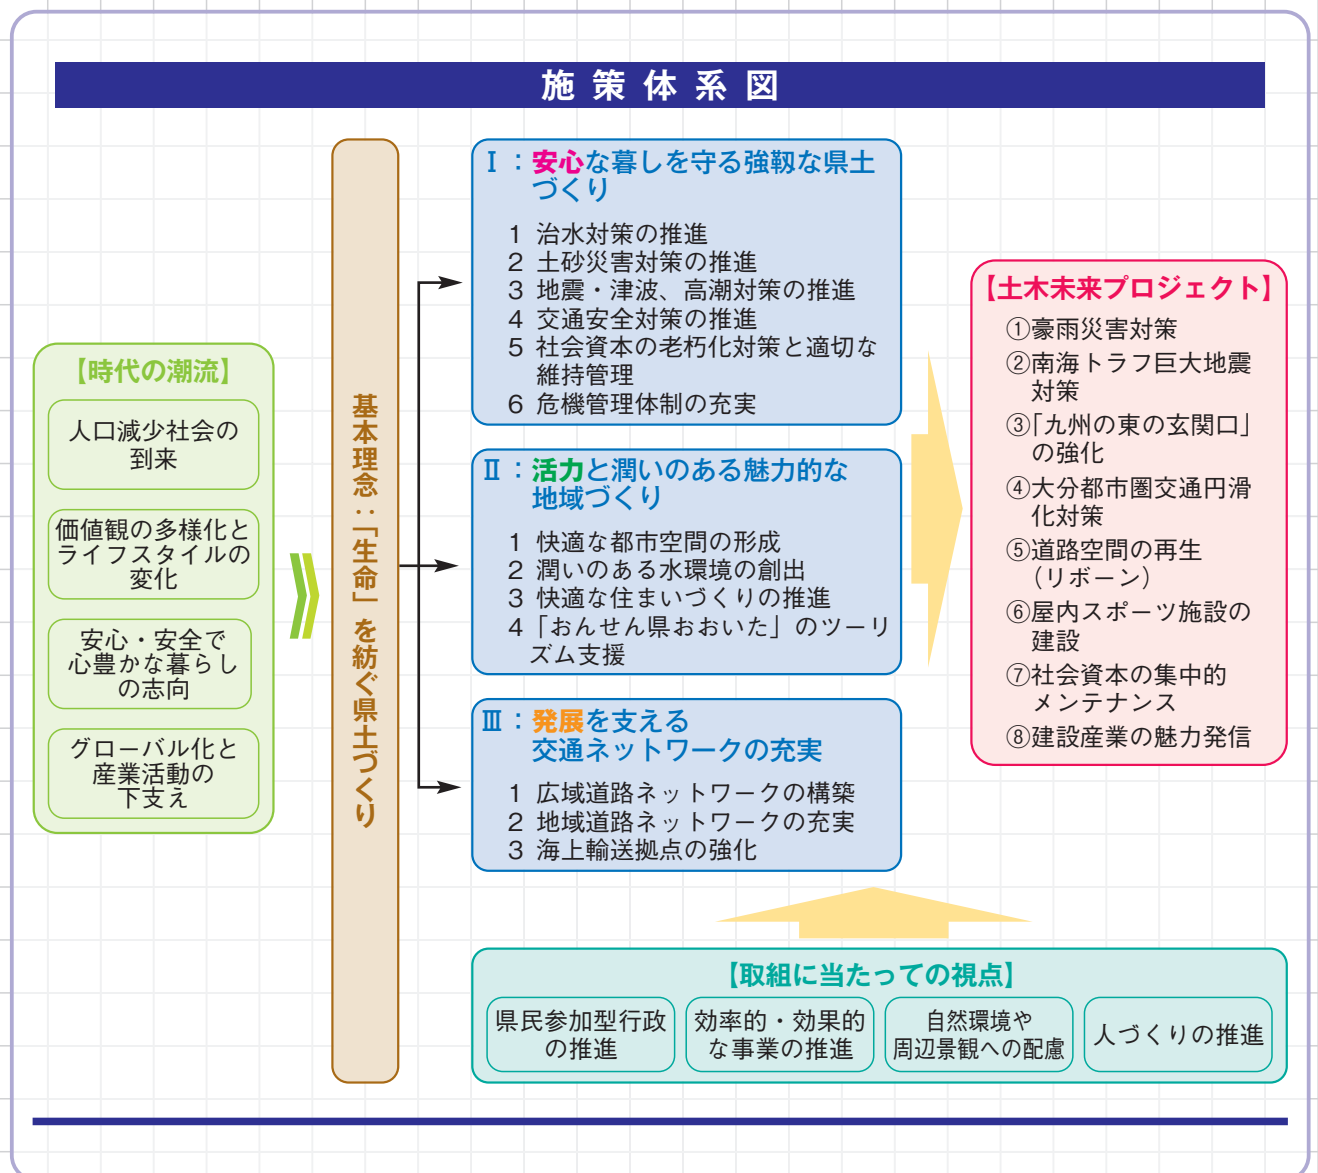 施策体系図
【時代の潮流】
人口減少社会の
到来
価値観の多様化と
ライフスタイルの
変化
安心・安全で
心豊かな暮らし
の志向
グローバル化と
産業活動の
下支え
基本理念：「生命」を紡ぐ県土づくり
Ⅰ：安心な暮しを守る強靱な県土
づくり
1 治水対策の推進
2 土砂災害対策の推進
3 地震・津波、高潮対策の推進
4 交通安全対策の推進
5 社会資本の老朽化対策と適切な
維持管理
6 危機管理体制の充実
Ⅱ：活力と潤いのある魅力的な
地域づくり
1 快適な都市空間の形成
2 潤いのある水環境の創出
3 快適な住まいづくりの推進
4「おんせん県おおいた」のツーリ
ズム支援
Ⅲ：発展を支える
交通ネットワークの充実
1 広域道路ネットワークの構築
2 地域道路ネットワークの充実
3 海上輸送拠点の強化
【土木未来プロジェクト】
①豪雨災害対策
②南海トラフ巨大地震
対策
③「九州の東の玄関口」
の強化
④大分都市圏交通円滑
化対策
⑤道路空間の再生
（リボーン）
⑥屋内スポーツ施設の
建設
⑦社会資本の集中的
メンテナンス
⑧建設産業の魅力発信
【取組に当たっての視点】
県民参加型行政
の推進
効率的・効果的
な事業の推進
自然環境や
周辺景観への配慮
人づくりの推進